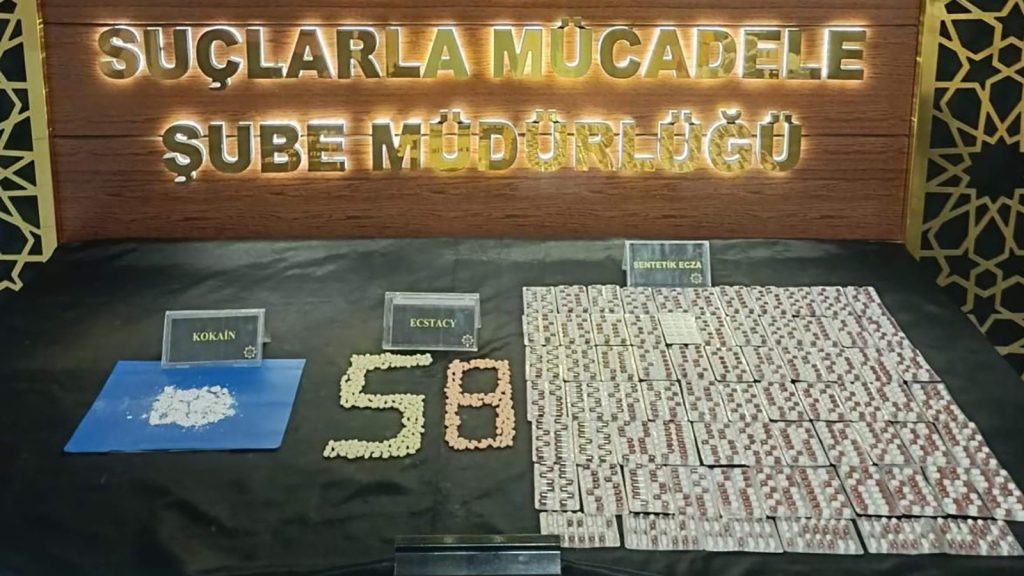 SUÇLARLA MÜCADELE
ŞUBE MÜDÜRLÜĞÜ
SENTETİK ECZA
KOKAİN
ECSTACY
58